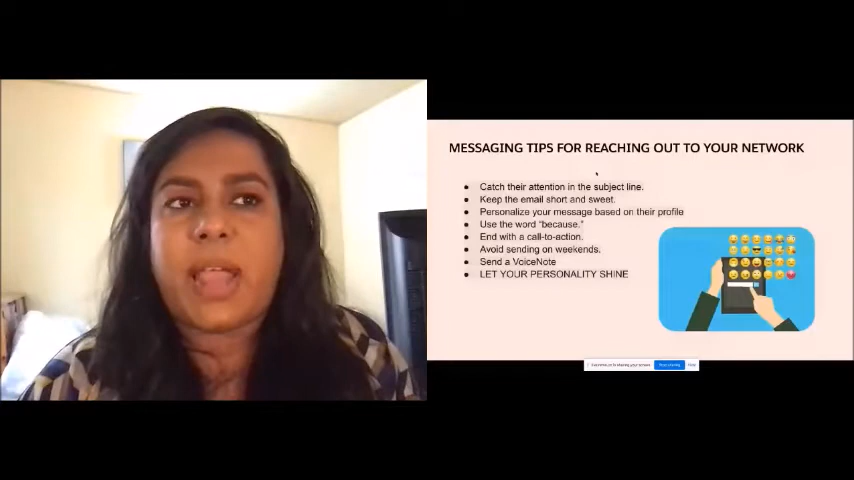 MESSAGING TIPS FOR REACHING OUT TO YOUR NETWORK
● Catch their attention in the subject line.
● Keep the email short and sweet.
● Personalize your message based on their profile
● Use the word “because.”
● End with a call-to-action.
● Avoid sending on weekends.
● Send a VoiceNote
● LET YOUR PERSONALITY SHINE